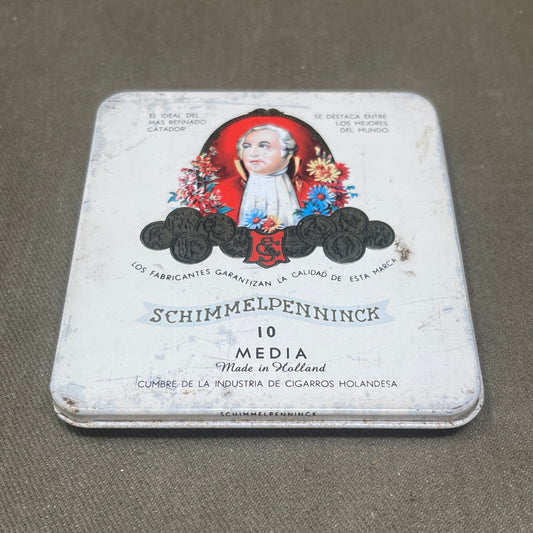 EL IDEAL DEL
MAS REFINADO
CATADOR
SE DESTACA ENTRE
LOS MEJORES
DEL MUNDO
LOS FABRICANTES GARANTIZAN LA CALIDAD DE ESTA MARCA
SCHIMMELPENNINCK
10
MEDIA
Made in Holland
CUMBRE DE LA INDUSTRIA DE CIGARROS HOLANDESA
SCHIMMELPENNINCK